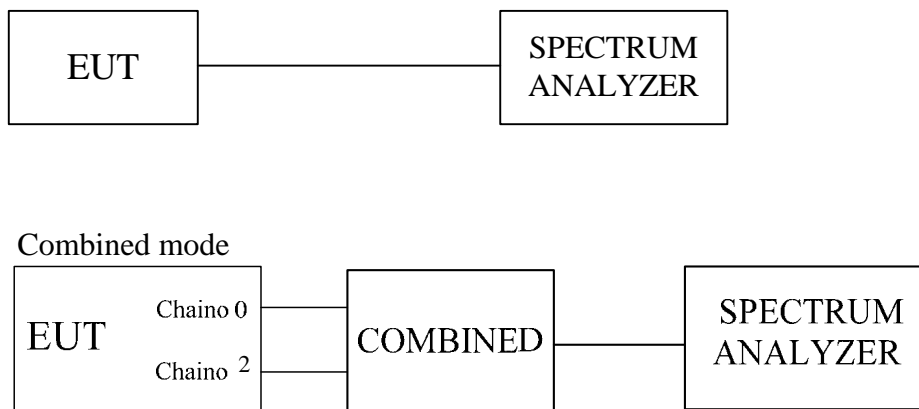 EUT
SPECTRUM
ANALYZER
Combined mode
EUT
Chaino 0
Chaino 2
COMBINED
SPECTRUM
ANALYZER